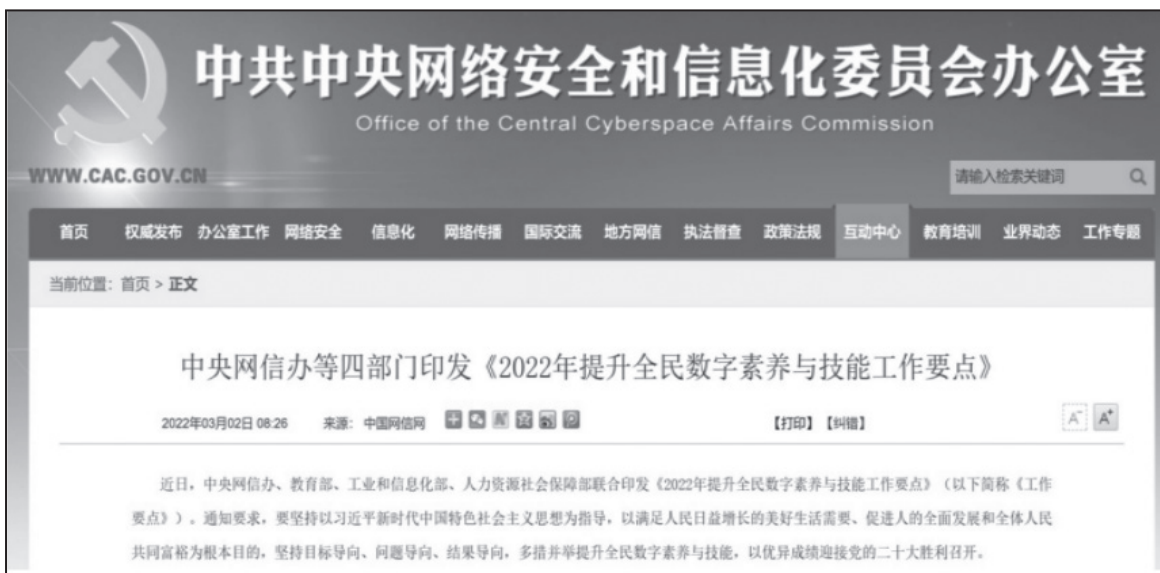 中共中央网络安全和信息化委员会办公室
Office of the Central Cyberspace Affairs Commission
WWW.CAC.GOV.CN
请输入检索关键词
首页 权威发布 办公室工作 网络安全 信息化 网络传播 国际交流 地方网信 执法督查 政策法规 互动中心 教育培训 业界动态 工作专题
当前位置: 首页 > 正文
中央网信办等四部门印发《2022年提升全民数字素养与技能工作要点》
2022年03月02日 08:26 来源: 中国网信网 【打印】【纠错】 A- A+
近日，中央网信办、教育部、工业和信息化部、人力资源社会保障部联合印发《2022年提升全民数字素养与技能工作要点》（以下简称《工作
要点》）。通知要求，要坚持以习近平新时代中国特色社会主义思想为指导，以满足人民日益增长的美好生活需要、促进人的全面发展和全体人民
共同富裕为根本目的，坚持目标导向、问题导向、结果导向，多措并举提升全民数字素养与技能，以优异成绩迎接党的二十大胜利召开。